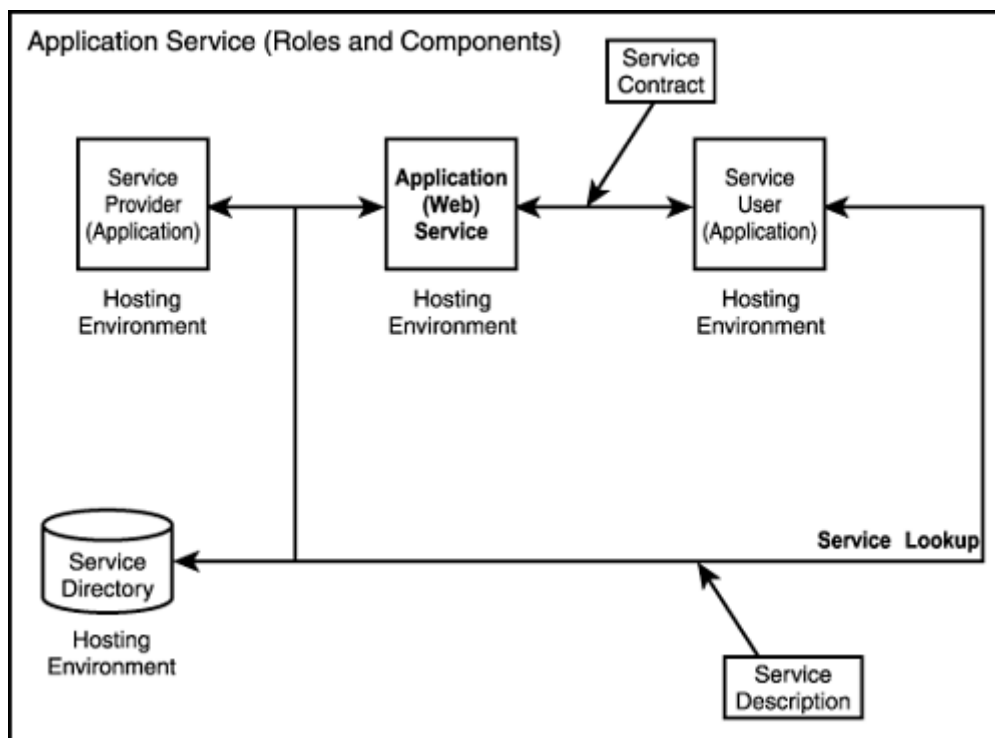 Application Service (Roles and Components)
Service
Contract
Service
Provider
(Application)
Application
(Web)
Service
Service
User
(Application)
Hosting
Environment
Hosting
Environment
Hosting
Environment
Service Lookup
Service
Directory
Hosting
Environment
Service
Description